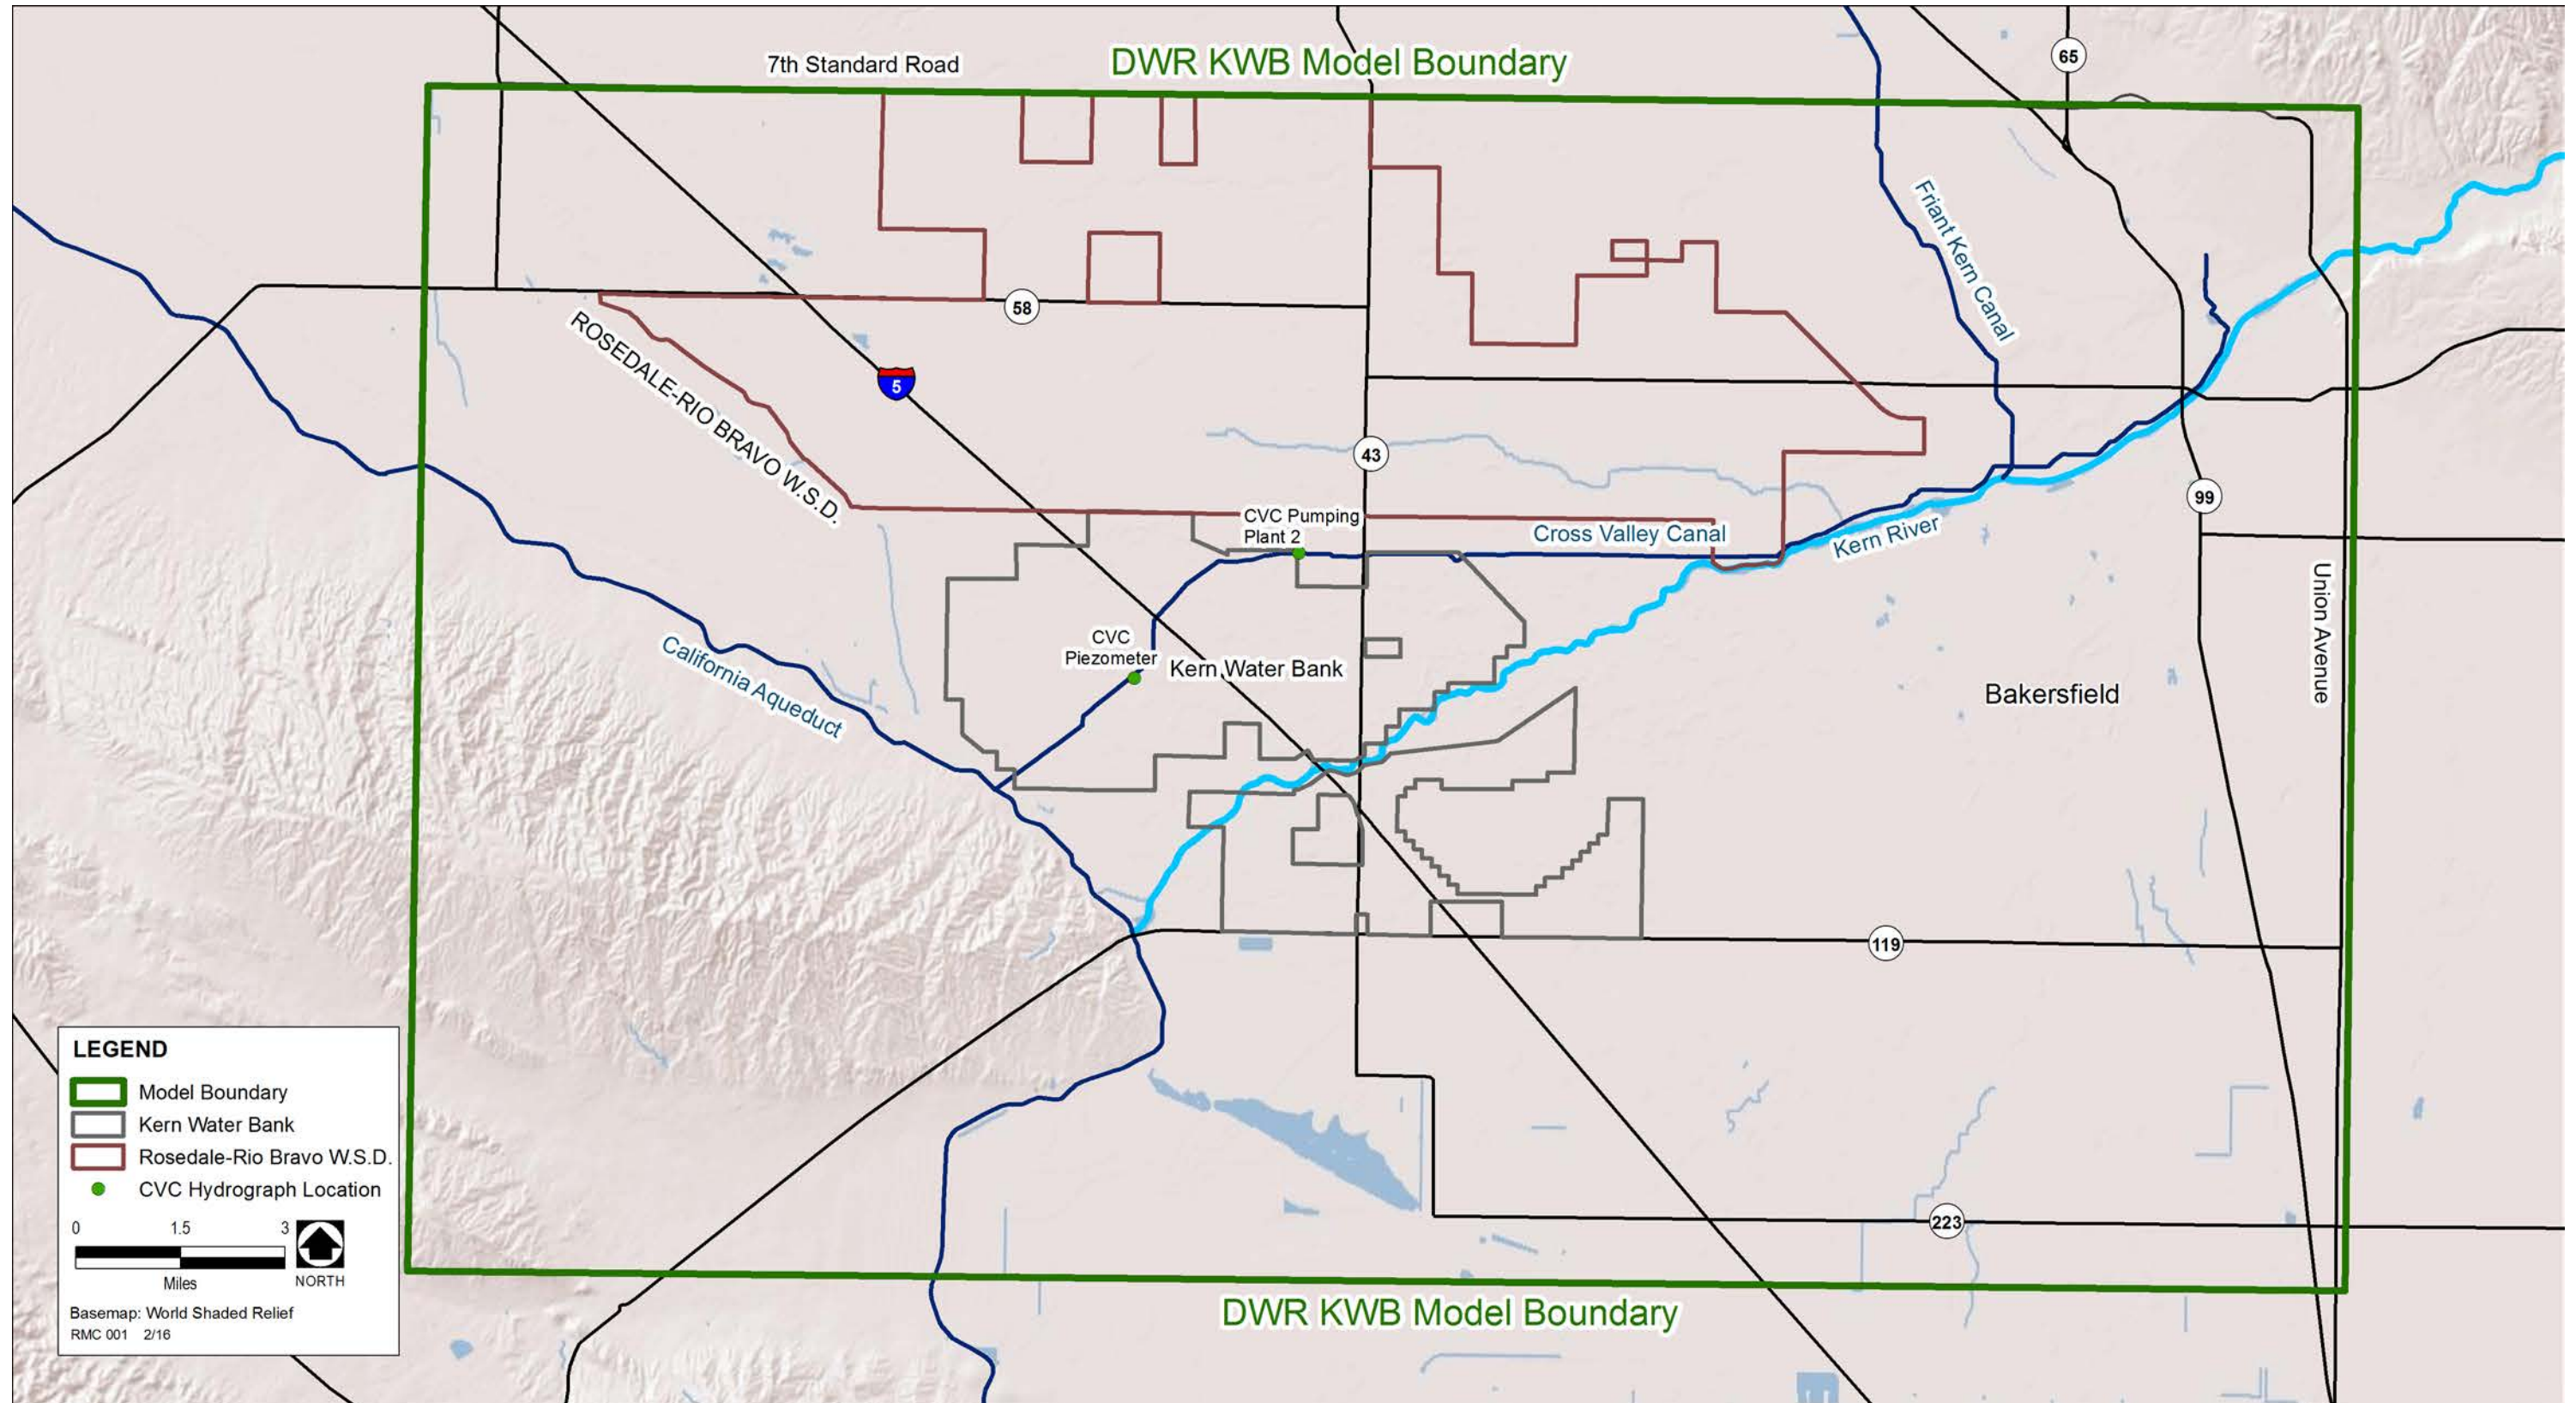 7th Standard Road
DWR KWB Model Boundary
65
Friant Kern Canal
58
ROSEDALE-RIO BRAVO W.S.D.
5
43
99
CVC Pumping
Plant 2
Cross Valley Canal
Kern River
Union Avenue
CVC
Piezometer
Kern Water Bank
California Aqueduct
Bakersfield
119
223
DWR KWB Model Boundary
LEGEND
Model Boundary
Kern Water Bank
Rosedale-Rio Bravo W.S.D.
CVC Hydrograph Location
0 1.5 3
Miles
NORTH
Basemap: World Shaded Relief
RMC 001 2/16